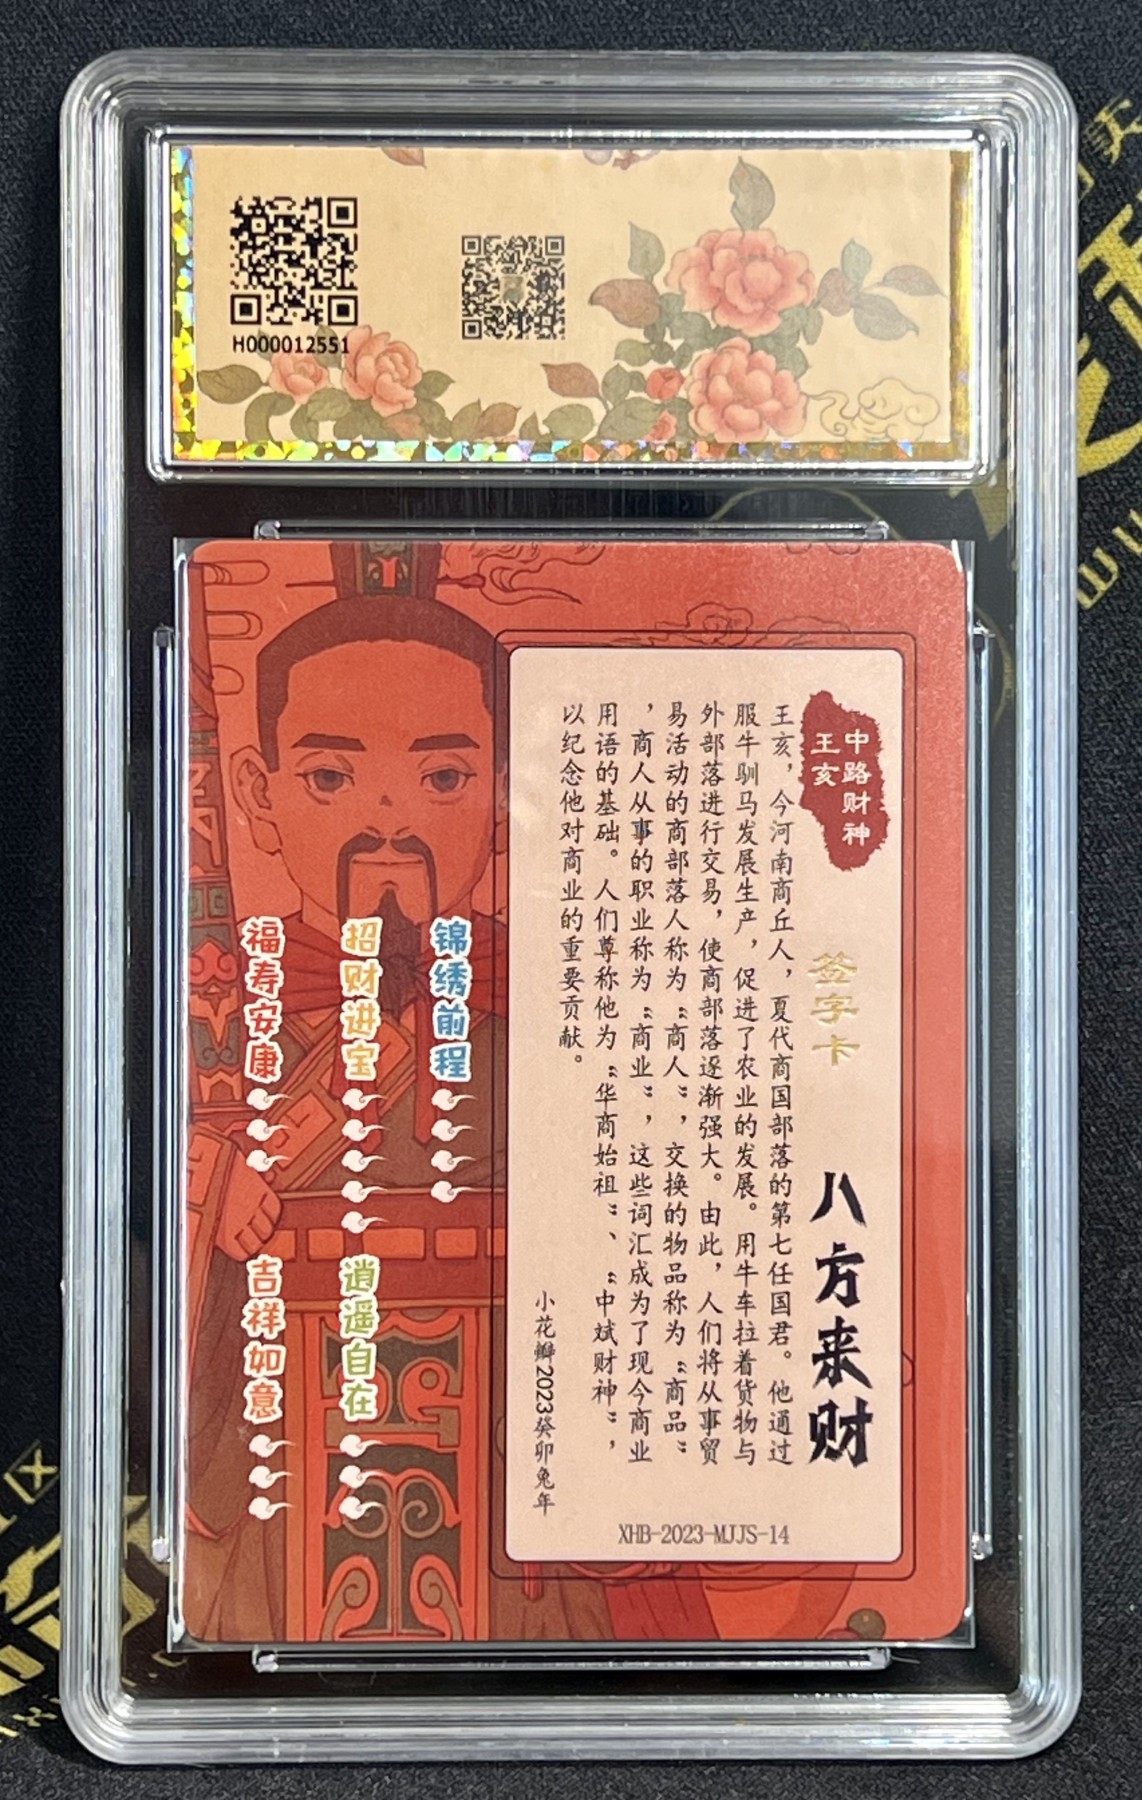 H000012551
中路财神
王亥
签字卡
八方来财
王亥，今河南商丘人，夏代商国部落的第七任国君。他通过
服牛驯马发展生产，促进了农业的发展。用牛车拉着货物与
外部落进行交易，使商部落逐渐强大。由此，人们将从事贸
易活动的商部落人称为“商人”，交换的物品称为“商品”
，商人从事的职业称为“商业”，这些词汇成为了现今商业
用语的基础。人们尊称他为“华商始祖”、“中斌财神”，
以纪念他对商业的重要贡献。
小花瓣2023癸卯兔年
XHB-2023-MJJS-14
锦绣前程
招财进宝
逍遥自在
福寿安康
吉祥如意